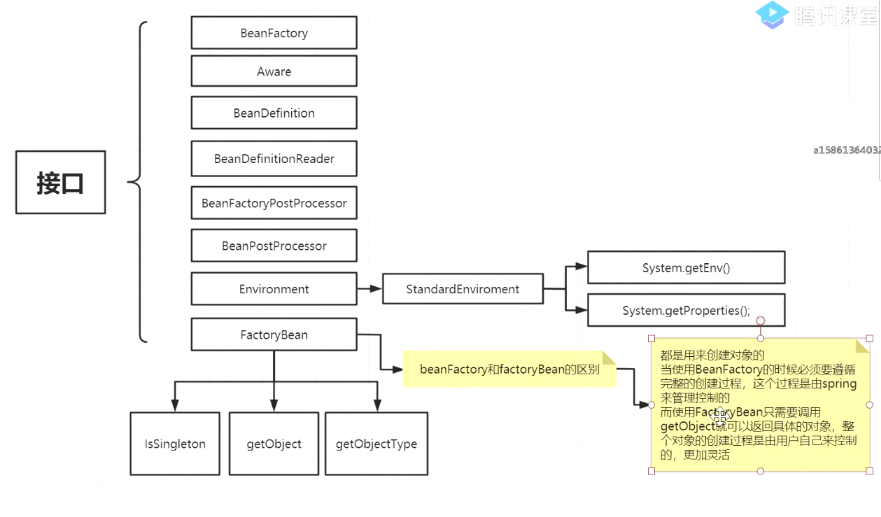 腾讯课堂
BeanFactory
Aware
BeanDefinition
a15861364032
BeanDefinitionReader
接口
BeanFactoryPostProcessor
BeanPostProcessor
System.getEnv()
Environment
StandardEnviroment
System.getProperties();
FactoryBean
beanFactory和factoryBean的区别
都是用来创建对象的
当使用BeanFactory的时候必须要遵循
完整的创建过程，这个过程是由spring
来管理控制的
而使用FactoryBean只需要调用
getObject就可以返回具体的对象，整
个对象的创建过程是由用户自己来控制
的，更加灵活
IsSingleton
getObject
getObjectType